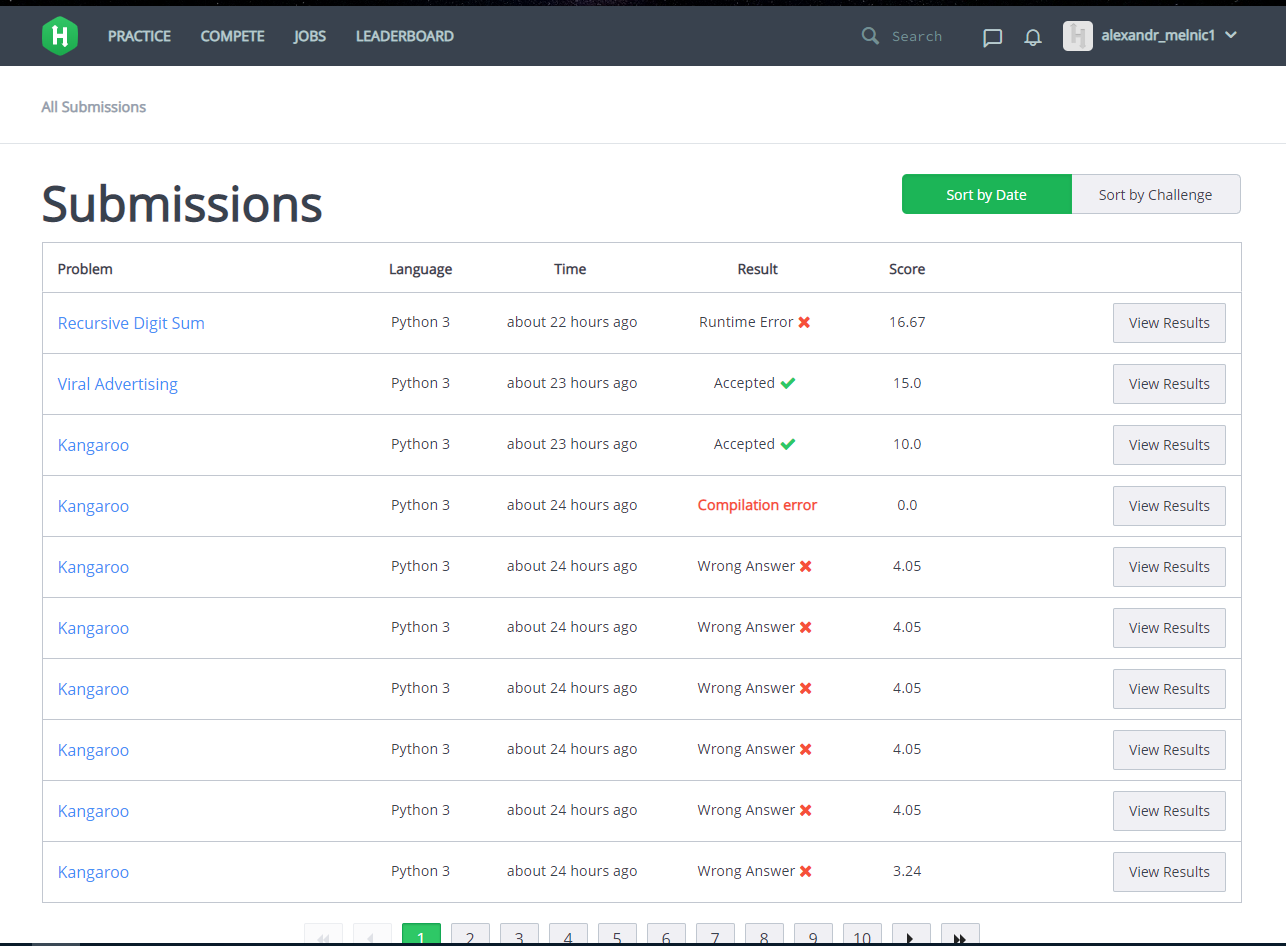 H PRACTICE COMPETE JOBS LEADERBOARD Search H alexandr_melnic1
All Submissions
Submissions Sort by Date Sort by Challenge
Problem Language Time Result Score
Recursive Digit Sum Python 3 about 22 hours ago Runtime Error 16.67 View Results
Viral Advertising Python 3 about 23 hours ago Accepted 15.0 View Results
Kangaroo Python 3 about 23 hours ago Accepted 10.0 View Results
Kangaroo Python 3 about 24 hours ago Compilation error 0.0 View Results
Kangaroo Python 3 about 24 hours ago Wrong Answer 4.05 View Results
Kangaroo Python 3 about 24 hours ago Wrong Answer 4.05 View Results
Kangaroo Python 3 about 24 hours ago Wrong Answer 4.05 View Results
Kangaroo Python 3 about 24 hours ago Wrong Answer 4.05 View Results
Kangaroo Python 3 about 24 hours ago Wrong Answer 4.05 View Results
Kangaroo Python 3 about 24 hours ago Wrong Answer 3.24 View Results
1 2 3 4 5 6 7 8 9 10